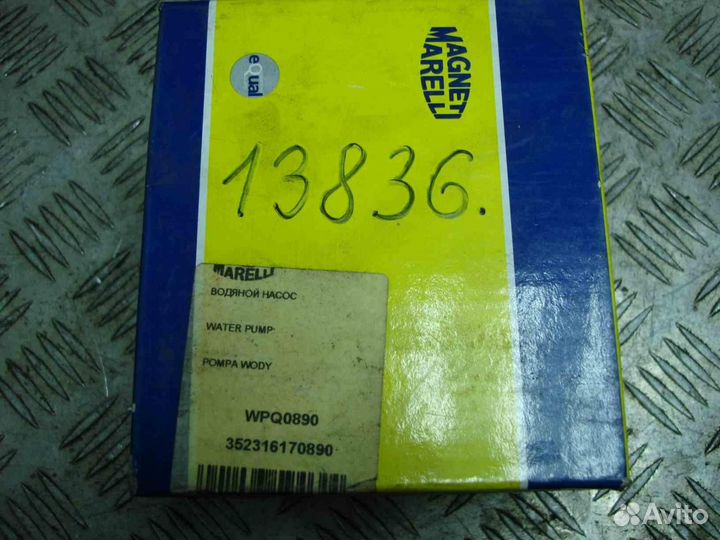 eQual
MAGNETI
MARELLI
13836.
MARELLI
ВОДЯНОЙ НАСОС
WATER PUMP
POMPA WODY
WPQ0890
352316170890
Avito